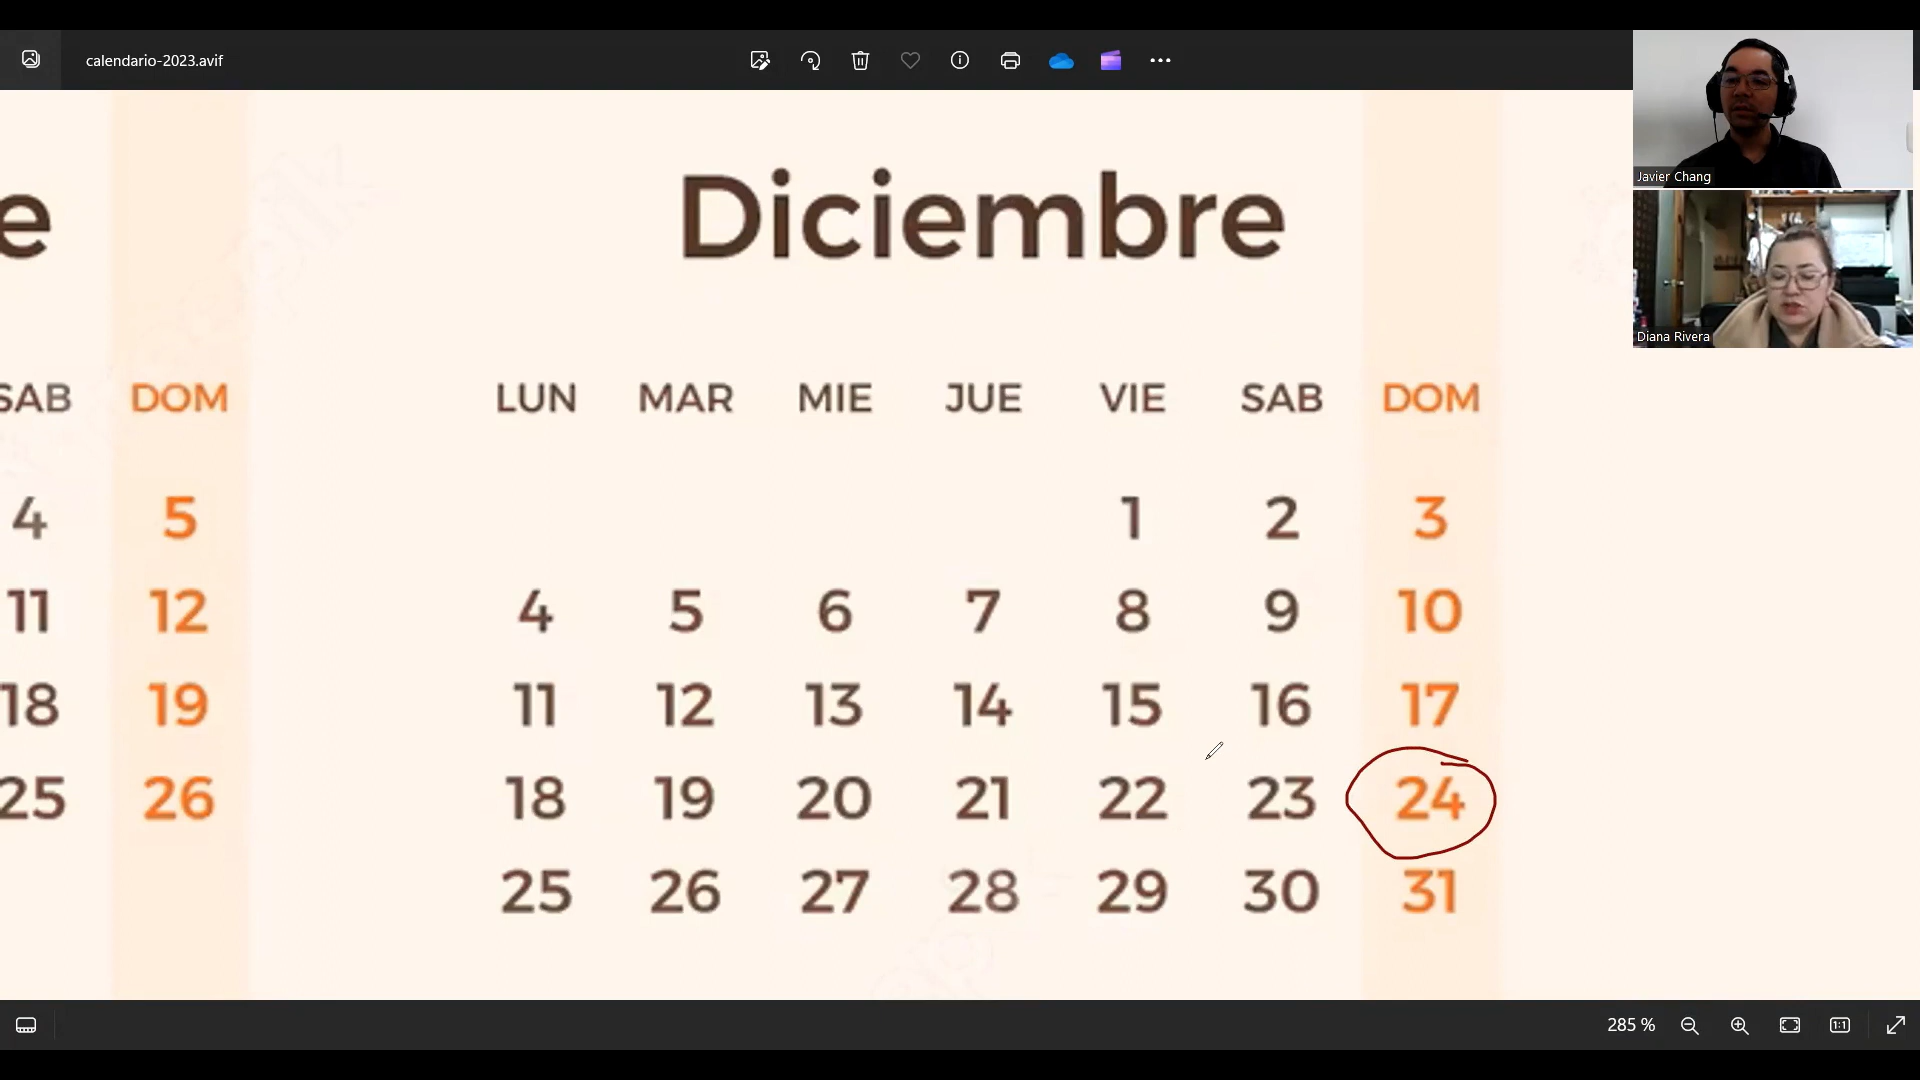 calendario-2023.avif
Javier Chang
Diana Rivera
e
SAB DOM
4 5
11 12
18 19
25 26
Diciembre
LUN MAR MIE JUE VIE SAB DOM
1 2 3
4 5 6 7 8 9 10
11 12 13 14 15 16 17
18 19 20 21 22 23 24
25 26 27 28 29 30 31
285 %
1:1